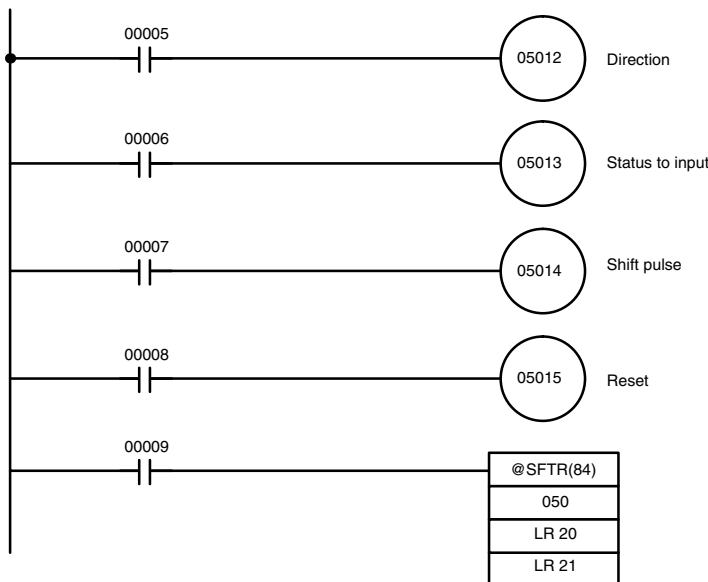 00005
05012 Direction
00006
05013 Status to input
00007
05014 Shift pulse
00008
05015 Reset
00009
@SFTR(84)
050
LR 20
LR 21